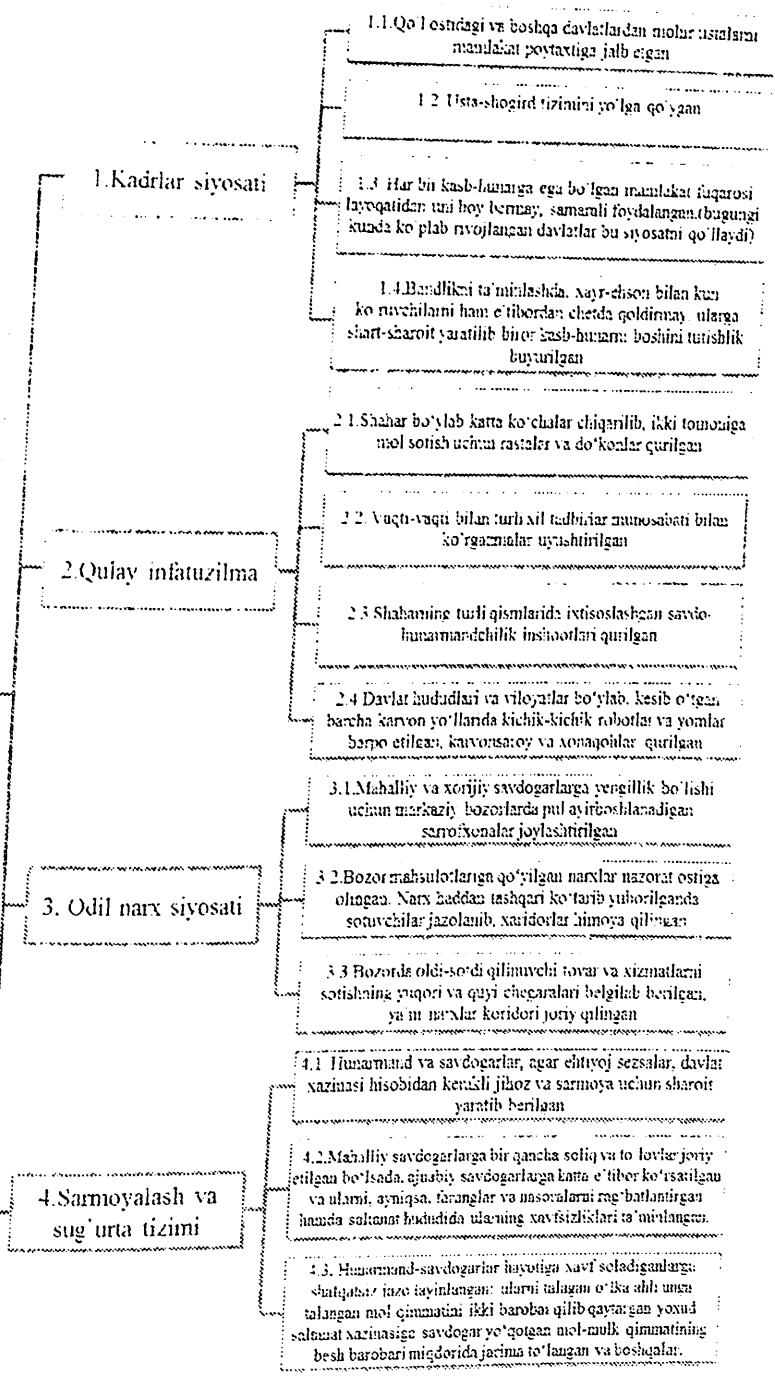 1.1.Qo`l ostidagi va boshqa davlatlardan mohir ustalarni
mamlakat poytaxtiga jalb etgan
1.2. Usta-shogird tizimini yo`lga qo`ygan
1.Kadrlar siyosati
1.3. Har bir kasb-hunarga ega bo`lgan mamlakat fuqarosi
layoqatidan uni boy bermay, samarali foydalangan.(bugungi
kunda ko`plab rivojlangan davlatlar bu siyosatni qo`llaydi)
1.4.Bandlikni ta`minlashda, xayr-ehson bilan kun
ko`ruvchilarni ham e`tibordan chetda qoldirmay, ularga
shart-sharoit yaratilib biror kasb-hunarni boshini tutishlik
buyurilgan
2.1.Shahar bo‘ylab katta ko‘chalar chiqarilib, ikki tomoniga
mol sotish uchun rastalar va do‘konlar qurilgan
2.2. Vaqti-vaqti bilan turli xil tadbirlar munosabati bilan
ko`rgazmalar uyushtirilgan
2.Qulay infatuzilma
2.3 Shaharning turli qismlarida ixtisoslashgan savdo-
hunarmandchilik inshootlari qurilgan
2.4 Davlat hududlari va viloyatlar bo‘ylab, kesib o‘tgan
barcha karvon yo‘llarida kichik-kichik robotlar va yomlar
barpo etilgan, karvonsaroy va xonaqohlar qurilgan
3.1.Mahalliy va xorijiy savdogarlarga yengillik bo`lishi
uchun markaziy bozorlarda pul ayirboshlanadigan
sarrofxonalar joylashtirilgan
3. Odil narx siyosati
3.2.Bozor mahsulotlariga qo‘yilgan narxlar nazorat ostiga
olingan. Narx haddan tashqari ko‘tarib yuborilganda
sotuvchilar jazolanib, xaridorlar himoya qilingan
3.3 Bozorda oldi-sotdi qilinuvchi tovar va xizmatlarni
sotishning yuqori va quyi chegaralari belgilab berilgan,
ya`ni narxlar koridori joriy qilingan
4.1 Hunarmand va savdogarlar, agar ehtiyoj sezsalar, davlat
xazinasi hisobidan kerakli jihoz va sarmoya uchun sharoit
yaratib berilgan
4.Sarmoyalash va
sug`urta tizimi
4.2.Mahalliy savdogarlarga bir qancha soliq va to`lovlar joriy
etilgan bo‘lsada, ajnabiy savdogarlarga katta e`tibor ko‘rsatilgan
va ularni, ayniqsa, faranglar va nasorolarni rag‘batlantirgan
hamda saltanat hududida ularning xavfsizliklari ta`minlangan.
4.3. Hunarmand-savdogarlar hayotiga xavf soladiganlarga
shafqatsiz jazo tayinlangan: ularni talagan o‘lka ahli unga
talangan mol qimmatini ikki barobar qilib qaytargan yoxud
saltanat xazinasiga savdogar yo‘qotgan mol-mulk qimmatining
besh barobari miqdorida jarima to‘langan va boshqalar.